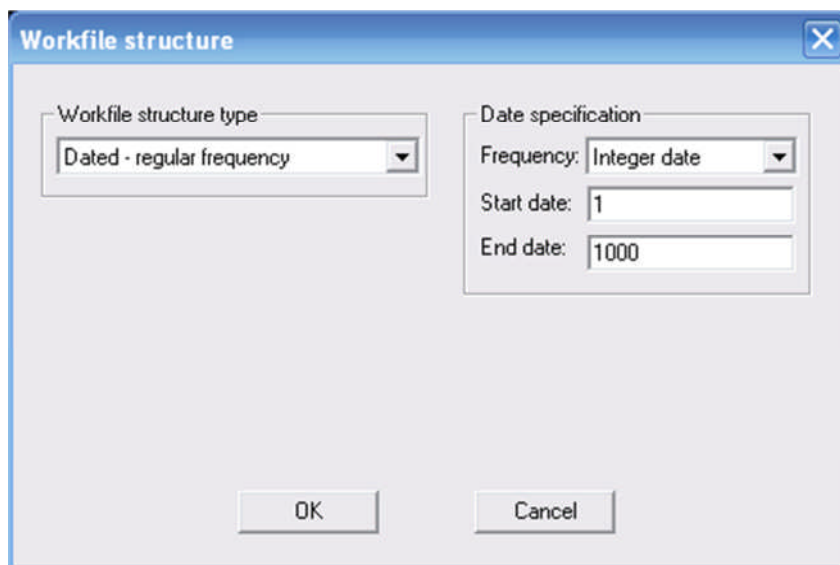 Workfile structure
Workfile structure type
Dated - regular frequency
Date specification
Frequency: Integer date
Start date: 1
End date: 1000
OK Cancel